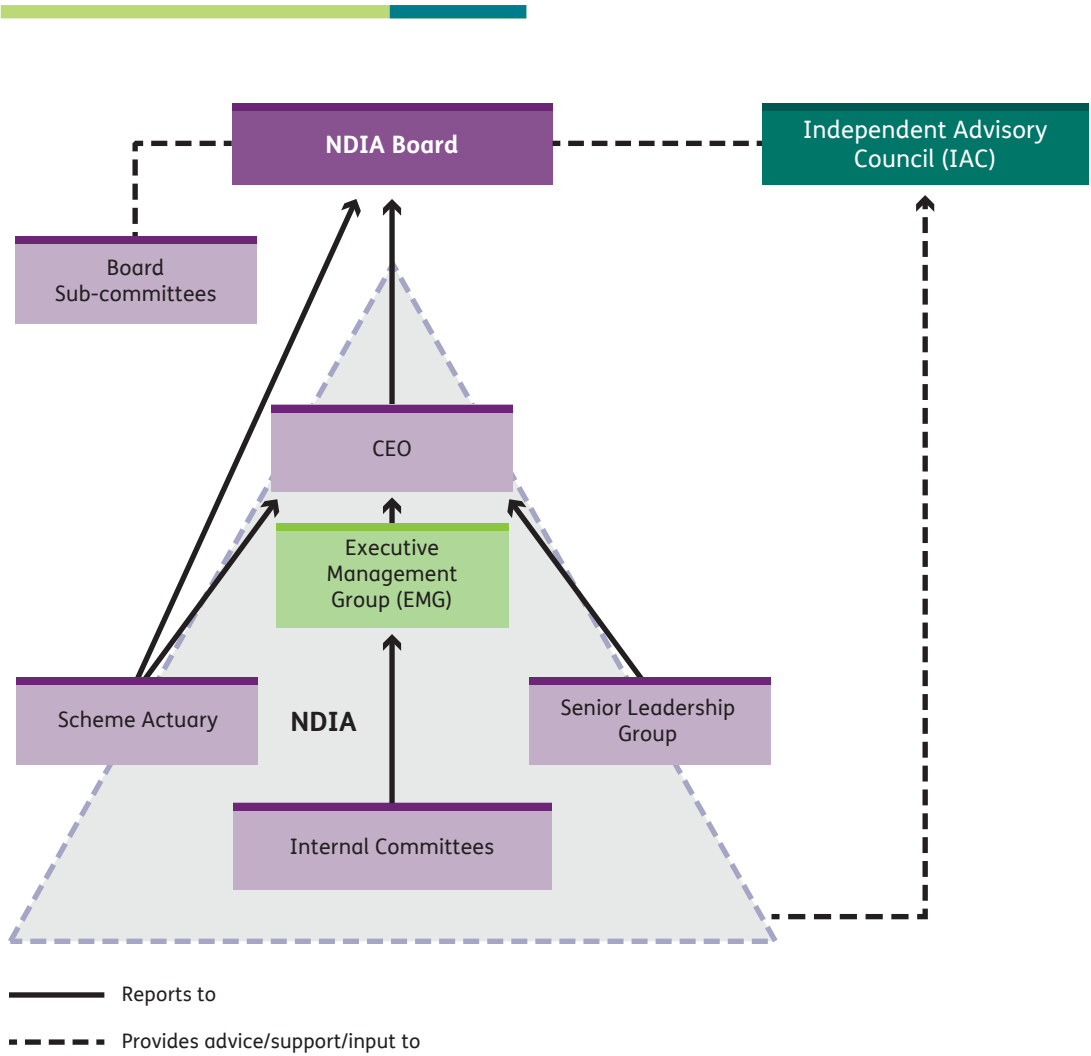 NDIA Board
Independent Advisory
Council (IAC)
Board
Sub-committees
CEO
Executive
Management
Group (EMG)
Scheme Actuary
NDIA
Senior Leadership
Group
Internal Committees
Reports to
Provides advice/support/input to